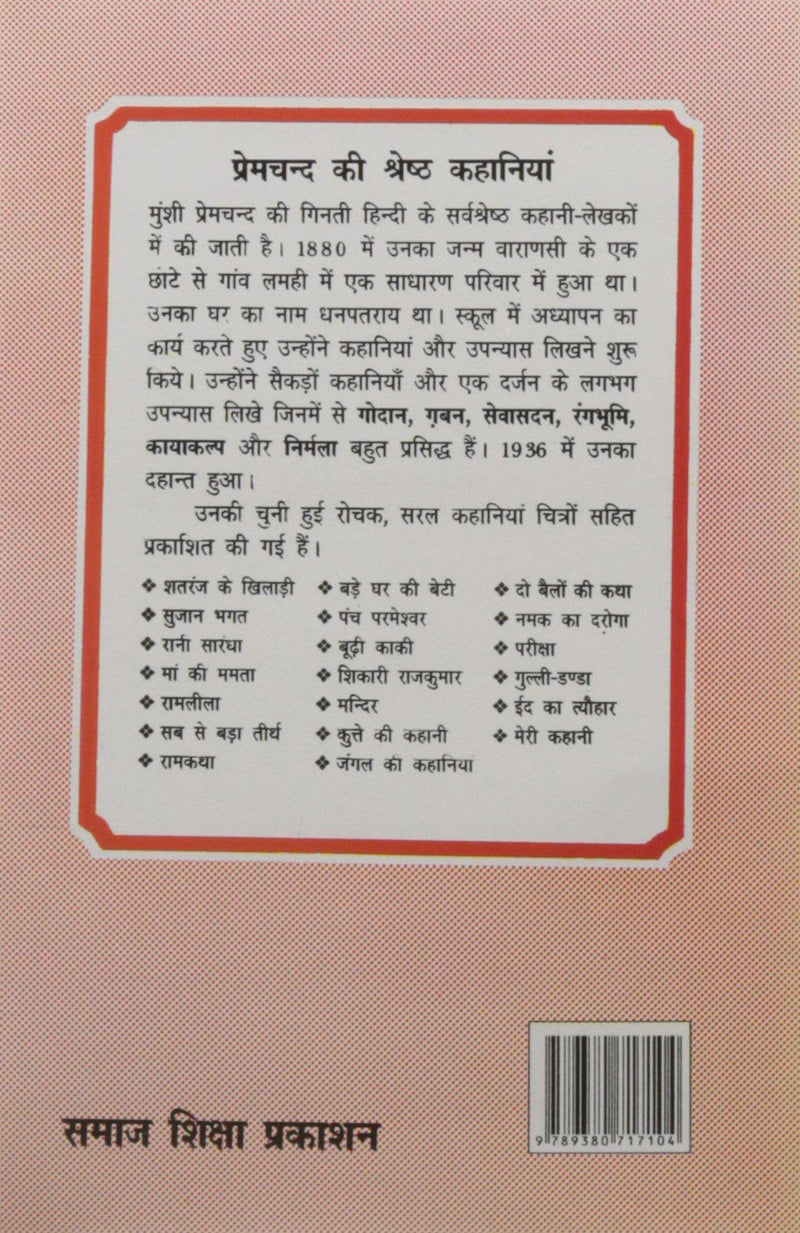 प्रेमचन्द की श्रेष्ठ कहानियां
मुंशी प्रेमचन्द की गिनती हिन्दी के सर्वश्रेष्ठ कहानी-लेखकों
में की जाती है। 1880 में उनका जन्म वाराणसी के एक
छाटे से गांव लमही में एक साधारण परिवार में हुआ था।
उनका घर का नाम धनपतराय था। स्कूल में अध्यापन का
कार्य करते हुए उन्होंने कहानियां और उपन्यास लिखने शुरू
किये। उन्होंने सैकड़ों कहानियाँ और एक दर्जन के लगभग
उपन्यास लिखे जिनमें से गोदान, ग़बन, सेवासदन, रंगभूमि,
कायाकल्प और निर्मला बहुत प्रसिद्ध हैं। 1936 में उनका
दहान्त हुआ।
उनकी चुनी हुई रोचक, सरल कहानियां चित्रों सहित
प्रकाशित की गई हैं।
❖ शतरंज के खिलाड़ी ❖ बड़े घर की बेटी ❖ दो बैलों की कथा
❖ सुजान भगत ❖ पंच परमेश्वर ❖ नमक का दरोगा
❖ रानी सारंधा ❖ बूढ़ी काकी ❖ परीक्षा
❖ मां की ममता ❖ शिकारी राजकुमार ❖ गुल्ली-डण्डा
❖ रामलीला ❖ मन्दिर ❖ ईद का त्यौहार
❖ सब से बड़ा तीर्थ ❖ कुत्ते की कहानी ❖ मेरी कहानी
❖ रामकथा ❖ जंगल की कहानियां
समाज शिक्षा प्रकाशन
9 789380 717104